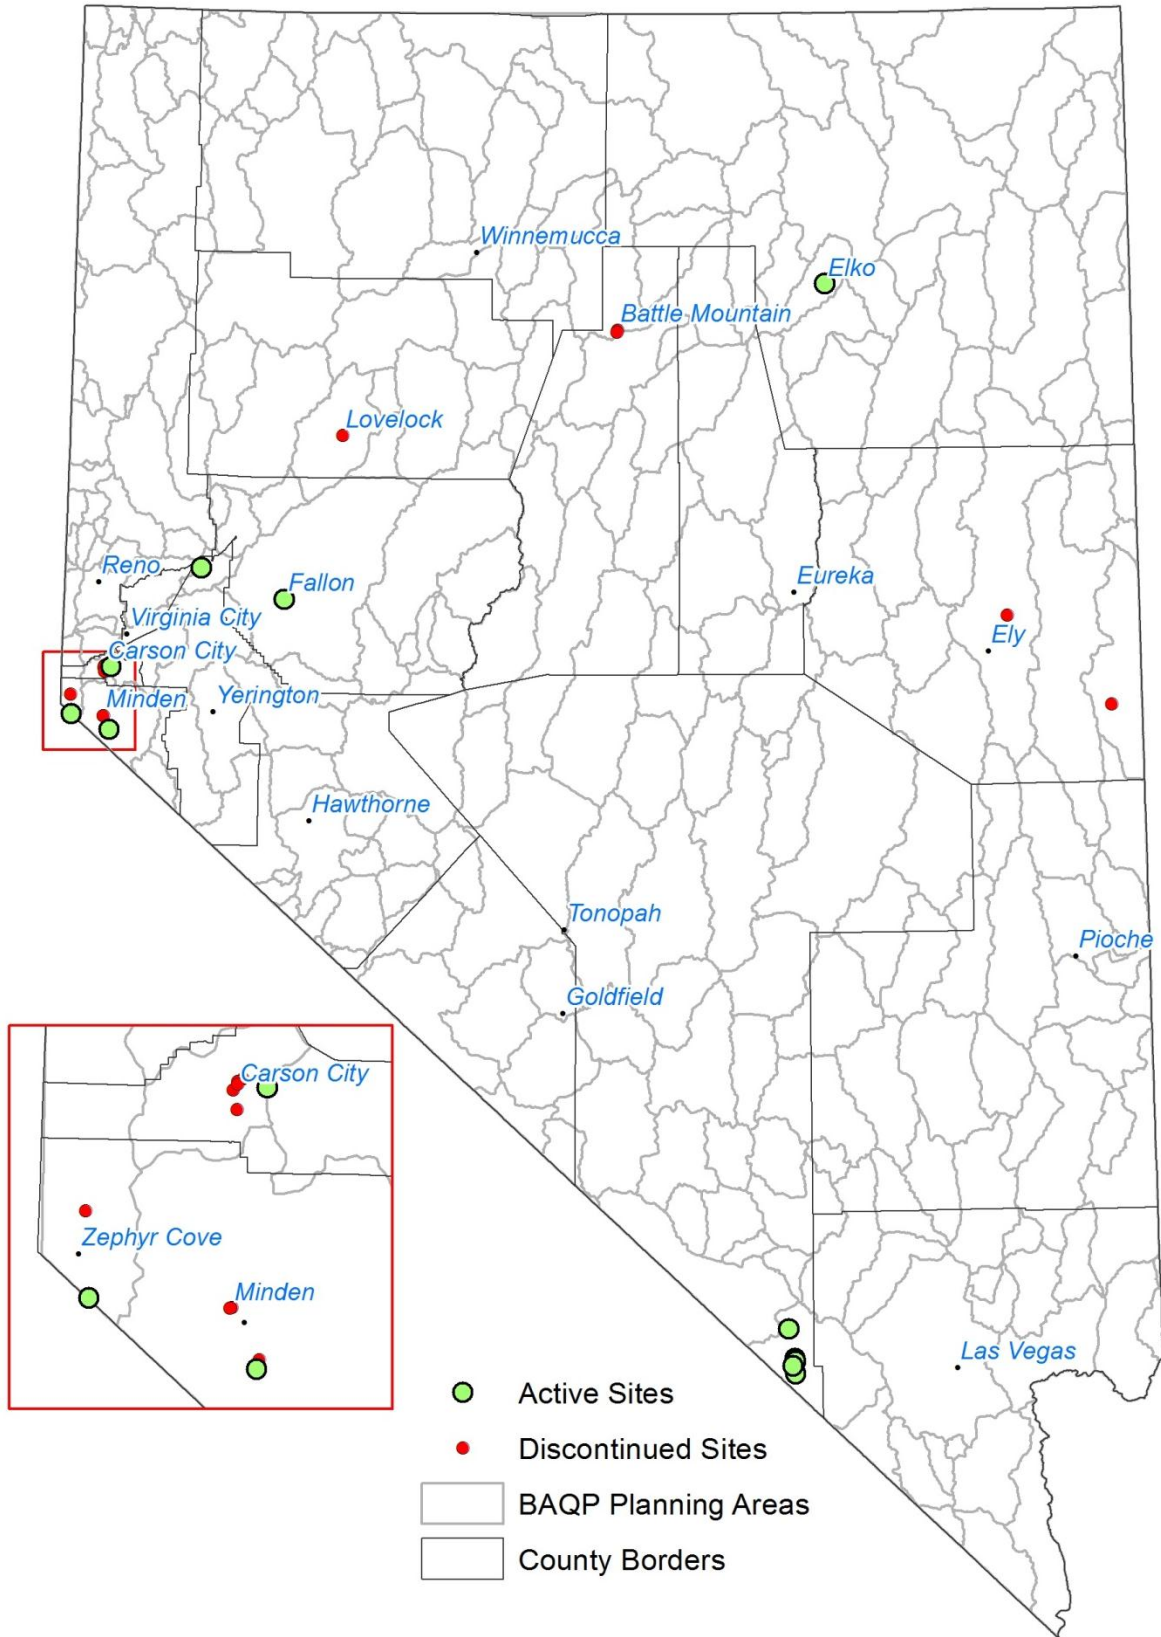 Winnemucca
Elko
Battle Mountain
Lovelock
Reno
Fallon
Eureka
Virginia City
Ely
Carson City
Minden
Yerington
Hawthorne
Tonopah
Pioche
Goldfield
Carson City
Zephyr Cove
Minden
Las Vegas
Active Sites
Discontinued Sites
BAQP Planning Areas
County Borders